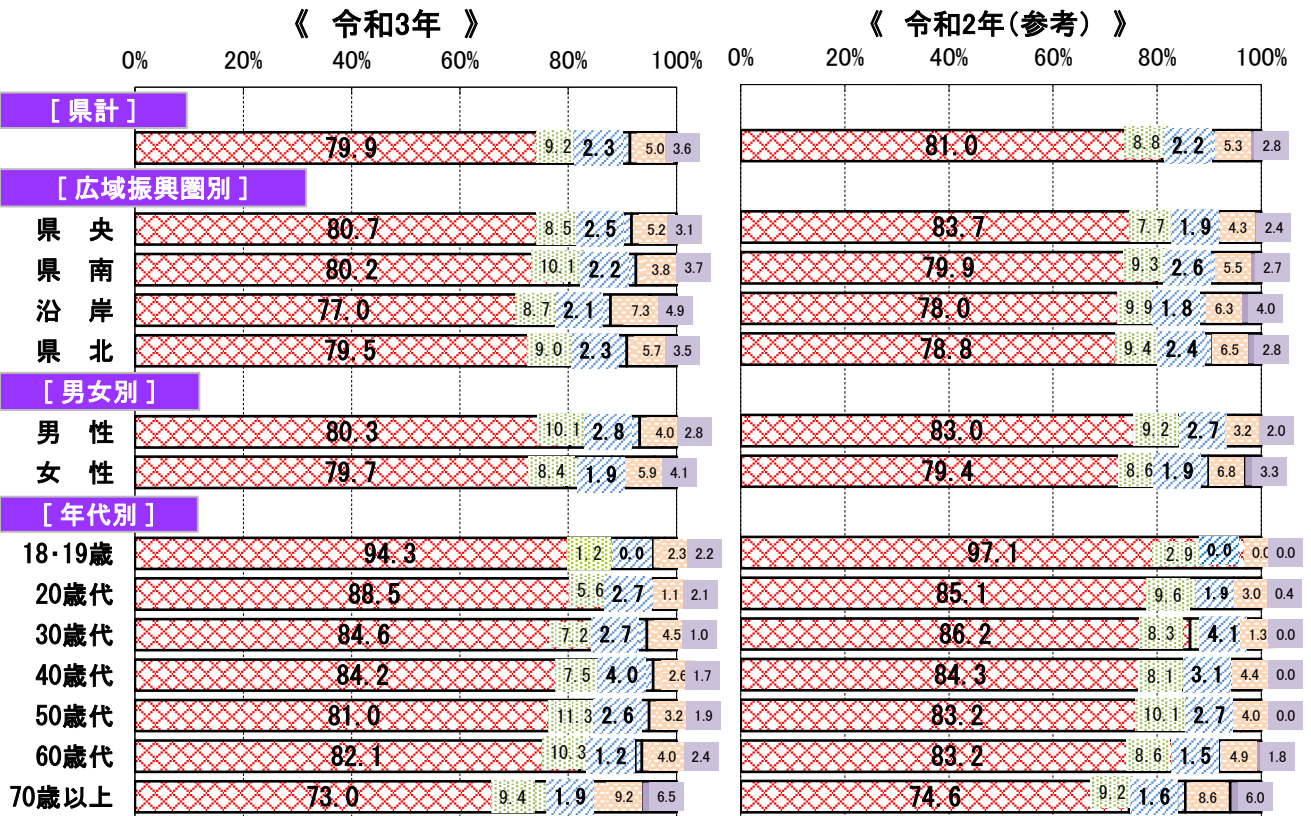 《 令和3年 》 《 令和2年(参考) 》
0% 20% 40% 60% 80% 100% 0% 20% 40% 60% 80% 100%
[ 県計 ]
79.9 9.2 2.3 5.0 3.6 81.0 8.8 2.2 5.3 2.8
[ 広域振興圏別 ]
県 央 80.7 8.5 2.5 5.2 3.1 83.7 7.7 1.9 4.3 2.4
県 南 80.2 10.1 2.2 3.8 3.7 79.9 9.3 2.6 5.5 2.7
沿 岸 77.0 8.7 2.1 7.3 4.9 78.0 9.9 1.8 6.3 4.0
県 北 79.5 9.0 2.3 5.7 3.5 78.8 9.4 2.4 6.5 2.8
[ 男女別 ]
男 性 80.3 10.1 2.8 4.0 2.8 83.0 9.2 2.7 3.2 2.0
女 性 79.7 8.4 1.9 5.9 4.1 79.4 8.6 1.9 6.8 3.3
[ 年代別 ]
18・19歳 94.3 1.2 0.0 2.3 2.2 97.1 2.9 0.0 0.0 0.0
20歳代 88.5 5.6 2.7 1.1 2.1 85.1 9.6 1.9 3.0 0.4
30歳代 84.6 7.2 2.7 4.5 1.0 86.2 8.3 4.1 1.3 0.0
40歳代 84.2 7.5 4.0 2.6 1.7 84.3 8.1 3.1 4.4 0.0
50歳代 81.0 11.3 2.6 3.2 1.9 83.2 10.1 2.7 4.0 0.0
60歳代 82.1 10.3 1.2 4.0 2.4 83.2 8.6 1.5 4.9 1.8
70歳以上 73.0 9.4 1.9 9.2 6.5 74.6 9.2 1.6 8.6 6.0